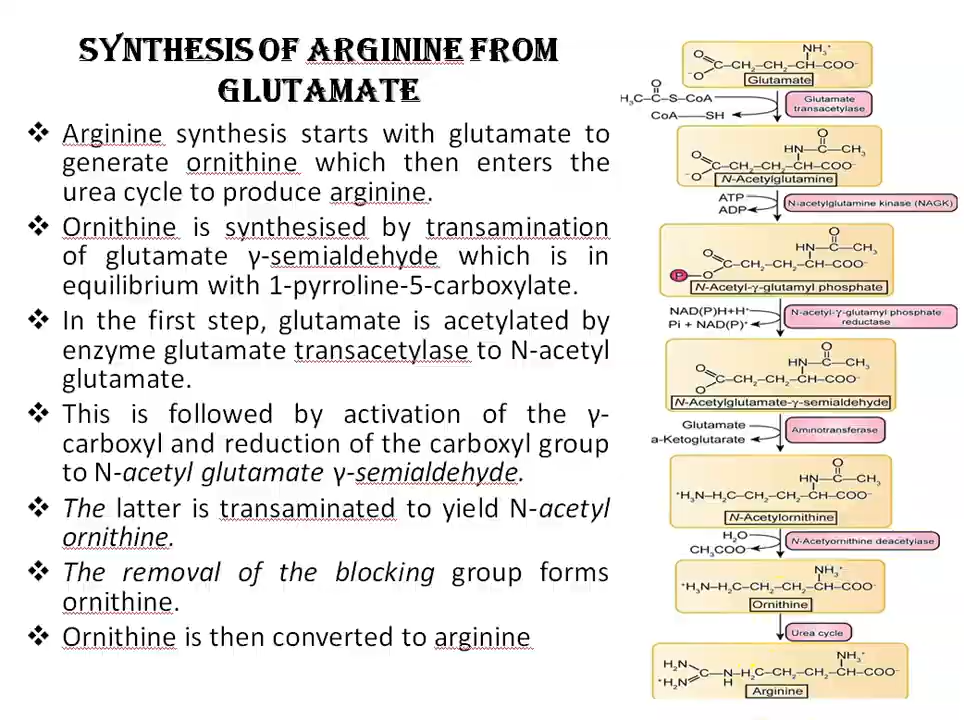 SYNTHESIS OF ARGININE FROM
GLUTAMATE
❖ Arginine synthesis starts with glutamate to
generate ornithine which then enters the
urea cycle to produce arginine.
❖ Ornithine is synthesised by transamination
of glutamate γ-semialdehyde which is in
equilibrium with 1-pyrroline-5-carboxylate.
❖ In the first step, glutamate is acetylated by
enzyme glutamate transacetylase to N-acetyl
glutamate.
❖ This is followed by activation of the γ-
carboxyl and reduction of the carboxyl group
to N-acetyl glutamate γ-semialdehyde.
❖ The latter is transaminated to yield N-acetyl
ornithine.
❖ The removal of the blocking group forms
ornithine.
❖ Ornithine is then converted to arginine
NH₃⁺
O
C–CH₂–CH₂–CH–COO⁻
⁻O
Glutamate
O
H₃C–C–S–CoA
CoA–SH
Glutamate
transacetylase
O
HN–C–CH₃
O
C–CH₂–CH₂–CH–COO⁻
⁻O
N-Acetylglutamine
ATP
ADP
N-acetylglutamine kinase (NAGK)
O
HN–C–CH₃
O
C–CH₂–CH₂–CH–COO⁻
P–O
N-Acetyl-γ-glutamyl phosphate
NAD(P)H+H⁺
Pi + NAD(P)⁺
N-acetyl-γ-glutamyl phosphate
reductase
O
HN–C–CH₃
O
C–CH₂–CH₂–CH–COO⁻
O
N-Acetylglutamate-γ-semialdehyde
Glutamate
a-Ketoglutarate
Aminotransferase
O
HN–C–CH₃
⁺H₃N–H₂C–CH₂–CH₂–CH–COO⁻
N-Acetylornithine
H₂O
CH₃COO⁻
N-Acetyornithine deacetylase
NH₃⁺
⁺H₃N–H₂C–CH₂–CH₂–CH–COO⁻
Ornithine
Urea cycle
NH₃⁺
H₂N
C–N–H₂C–CH₂–CH₂–CH–COO⁻
⁺H₂N
H
Arginine